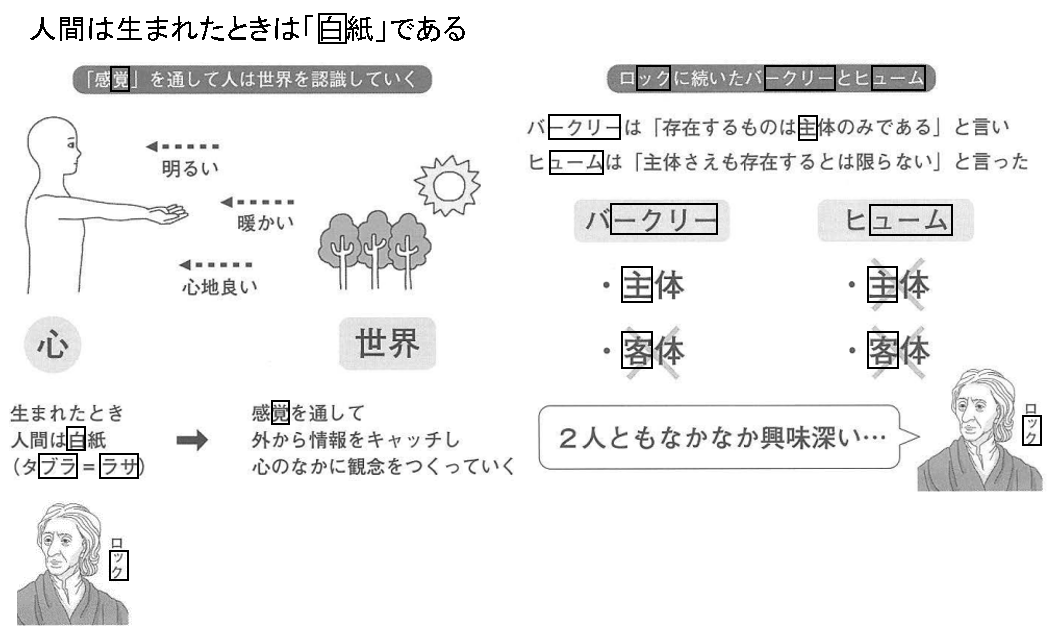 人間は生まれたときは「白紙」である
「感覚」を通して人は世界を認識していく
明るい
暖かい
心地良い
心
世界
生まれたとき
人間は白紙
（タブラ＝ラサ）
感覚を通して
外から情報をキャッチし
心のなかに観念をつくっていく
ロック
ロックに続いたバークリーとヒューム
バークリーは「存在するものは主体のみである」と言い
ヒュームは「主体さえも存在するとは限らない」と言った
バークリー
・主体
・客体
ヒューム
・主体
・客体
２人ともなかなか興味深い…
ロック